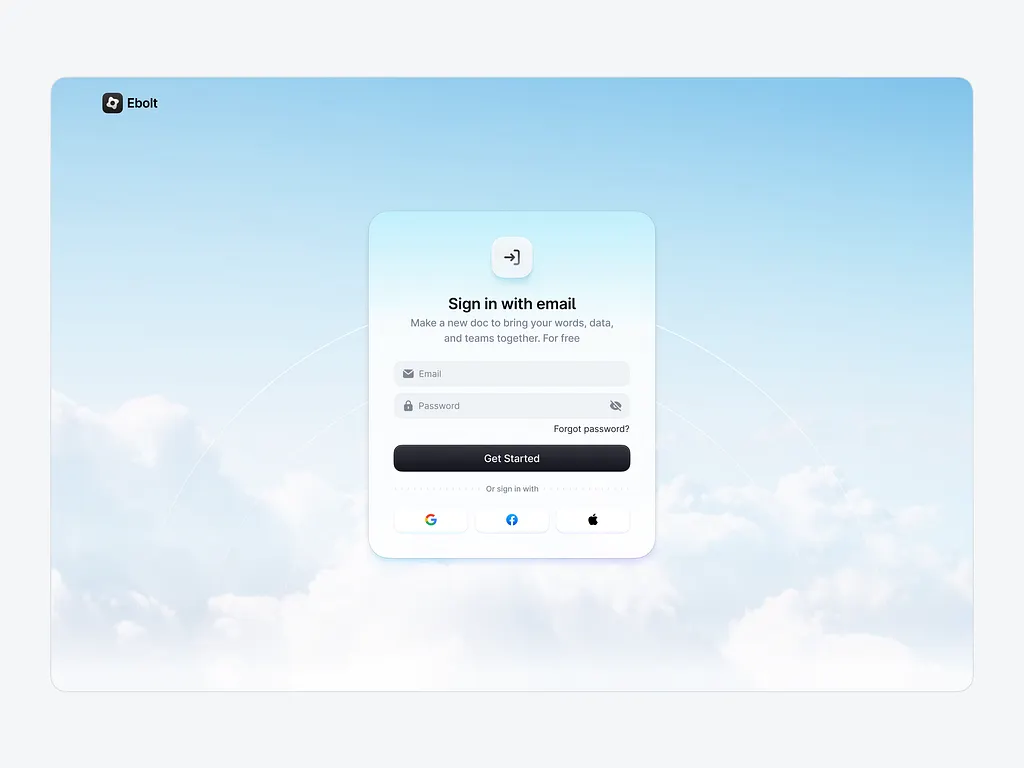 Ebolt
Sign in with email
Make a new doc to bring your words, data,
and teams together. For free
Email
Password
Forgot password?
Get Started
Or sign in with